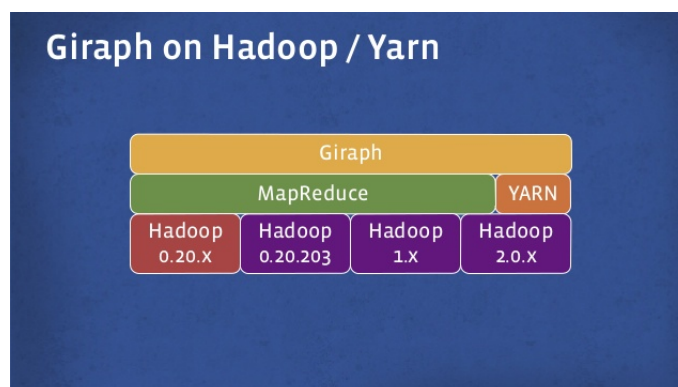 Giraph on Hadoop / Yarn
Giraph
MapReduce
YARN
Hadoop
0.20.X
Hadoop
0.20.203
Hadoop
1.X
Hadoop
2.0.X